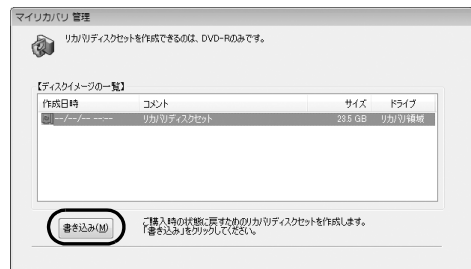 マイリカバリ 管理
リカバリディスクセットを作成できるのは、DVD-Rのみです。
【ディスクイメージの一覧】
作成日時 コメント サイズ ドライブ
--/--/-- --:-- リカバリディスクセット 23.5 GB リカバリ領域
書き込み(M)
ご購入時の状態に戻すためのリカバリディスクセットを作成します。
「書き込み」をクリックしてください。